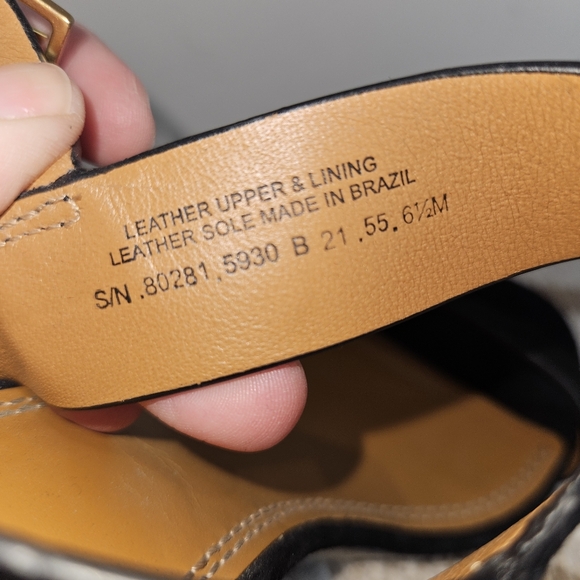 LEATHER UPPER & LINING
LEATHER SOLE MADE IN BRAZIL
S/N .80281.5930 B 21 .55. 6½M